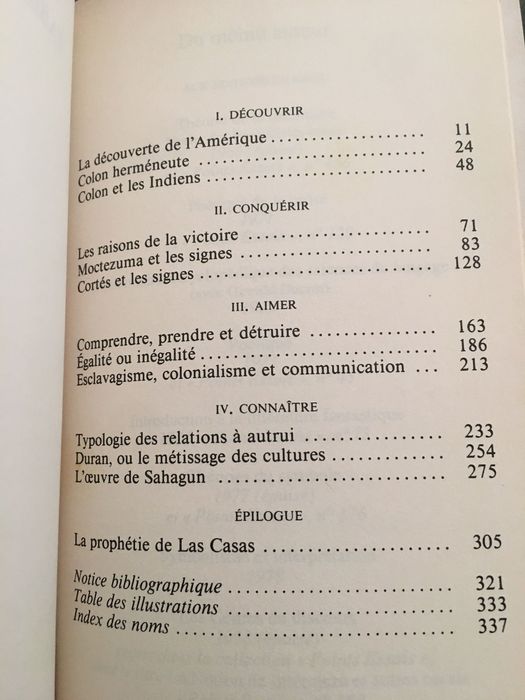 I. DÉCOUVRIR
La découverte de l'Amérique .................... 11
Colon herméneute .................... 24
Colon et les Indiens .................... 48
II. CONQUÉRIR
Les raisons de la victoire .................... 71
Moctezuma et les signes .................... 83
Cortés et les signes .................... 128
III. AIMER
Comprendre, prendre et détruire .................... 163
Égalité ou inégalité .................... 186
Esclavagisme, colonialisme et communication ... 213
IV. CONNAÎTRE
Typologie des relations à autrui .................... 233
Duran, ou le métissage des cultures .................... 254
L'œuvre de Sahagun .................... 275
ÉPILOGUE
La prophétie de Las Casas .................... 305
Notice bibliographique .................... 321
Table des illustrations .................... 333
Index des noms .................... 337